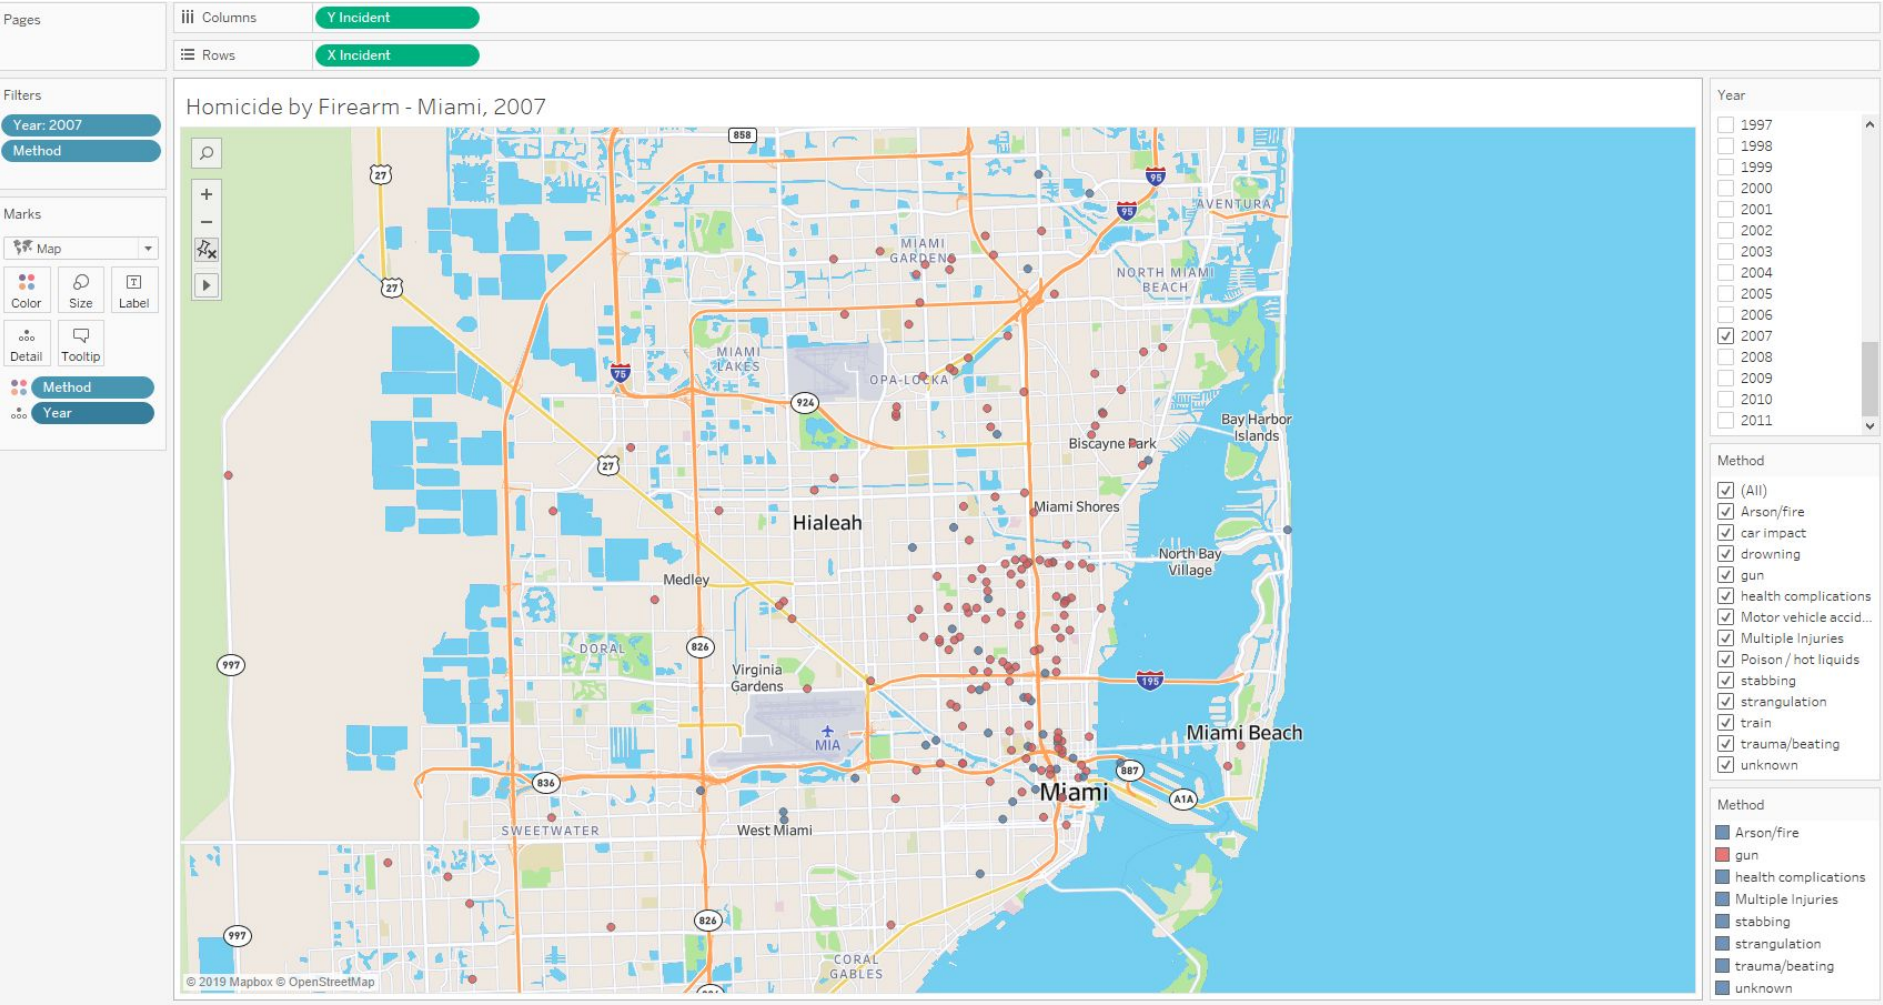 Pages
Columns
Y Incident
Rows
X Incident
Filters
Year: 2007
Method
Marks
Map
Color
Size
Label
Detail
Tooltip
Method
Year
Homicide by Firearm - Miami, 2007
858
27
95
95
AVENTURA
MIAMI
GARDENS
27
NORTH MIAMI
BEACH
MIAMI
LAKES
75
OPA-LOCKA
924
Bay Harbor
Islands
Biscayne Park
27
Miami Shores
Hialeah
North Bay
Village
Medley
DORAL
826
997
Virginia
Gardens
195
MIA
Miami Beach
836
887
Miami
A1A
SWEETWATER
West Miami
826
997
CORAL
GABLES
© 2019 Mapbox © OpenStreetMap
Year
1997
1998
1999
2000
2001
2002
2003
2004
2005
2006
2007
2008
2009
2010
2011
Method
(All)
Arson/fire
car impact
drowning
gun
health complications
Motor vehicle accid...
Multiple Injuries
Poison / hot liquids
stabbing
strangulation
train
trauma/beating
unknown
Method
Arson/fire
gun
health complications
Multiple Injuries
stabbing
strangulation
trauma/beating
unknown